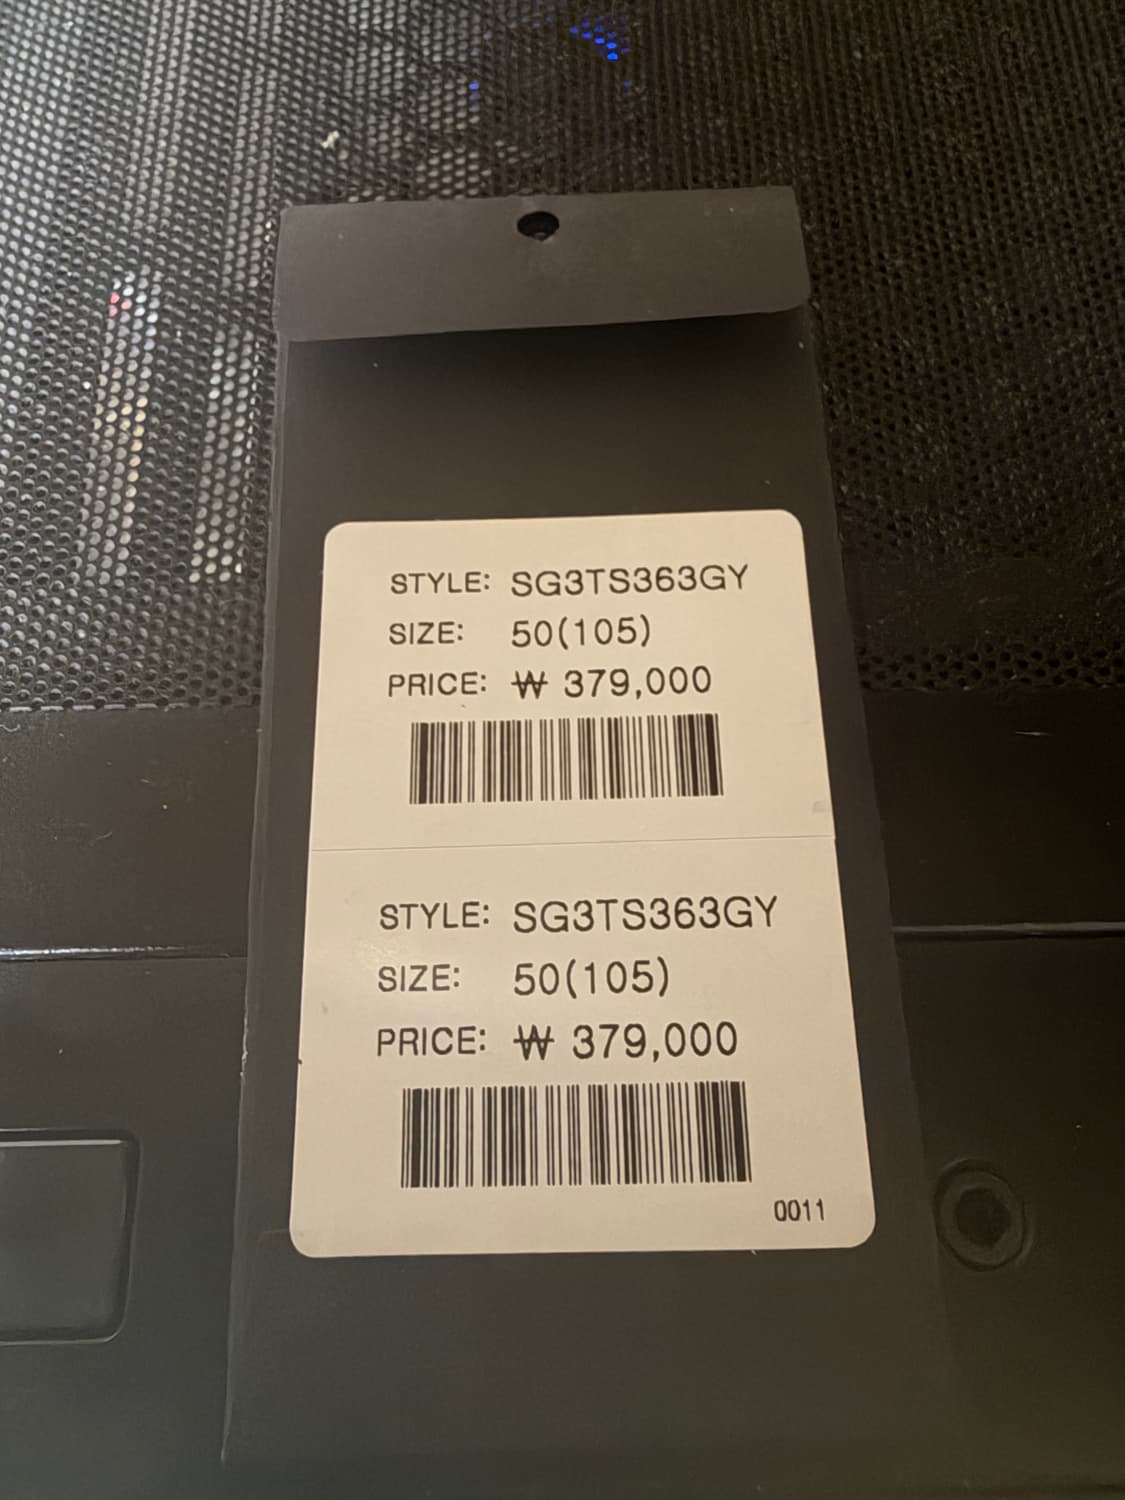 STYLE: SG3TS363GY
SIZE: 50(105)
PRICE: ₩ 379,000
STYLE: SG3TS363GY
SIZE: 50(105)
PRICE: ₩ 379,000
0011